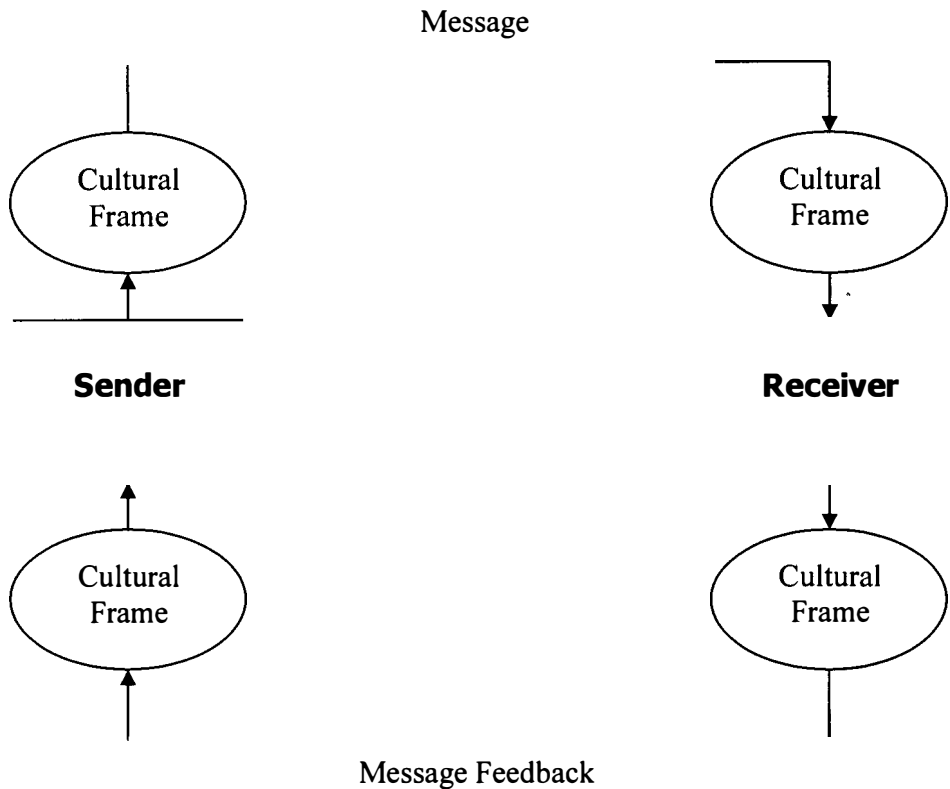 Message
Cultural
Frame
Cultural
Frame
Sender
Receiver
Cultural
Frame
Cultural
Frame
Message Feedback